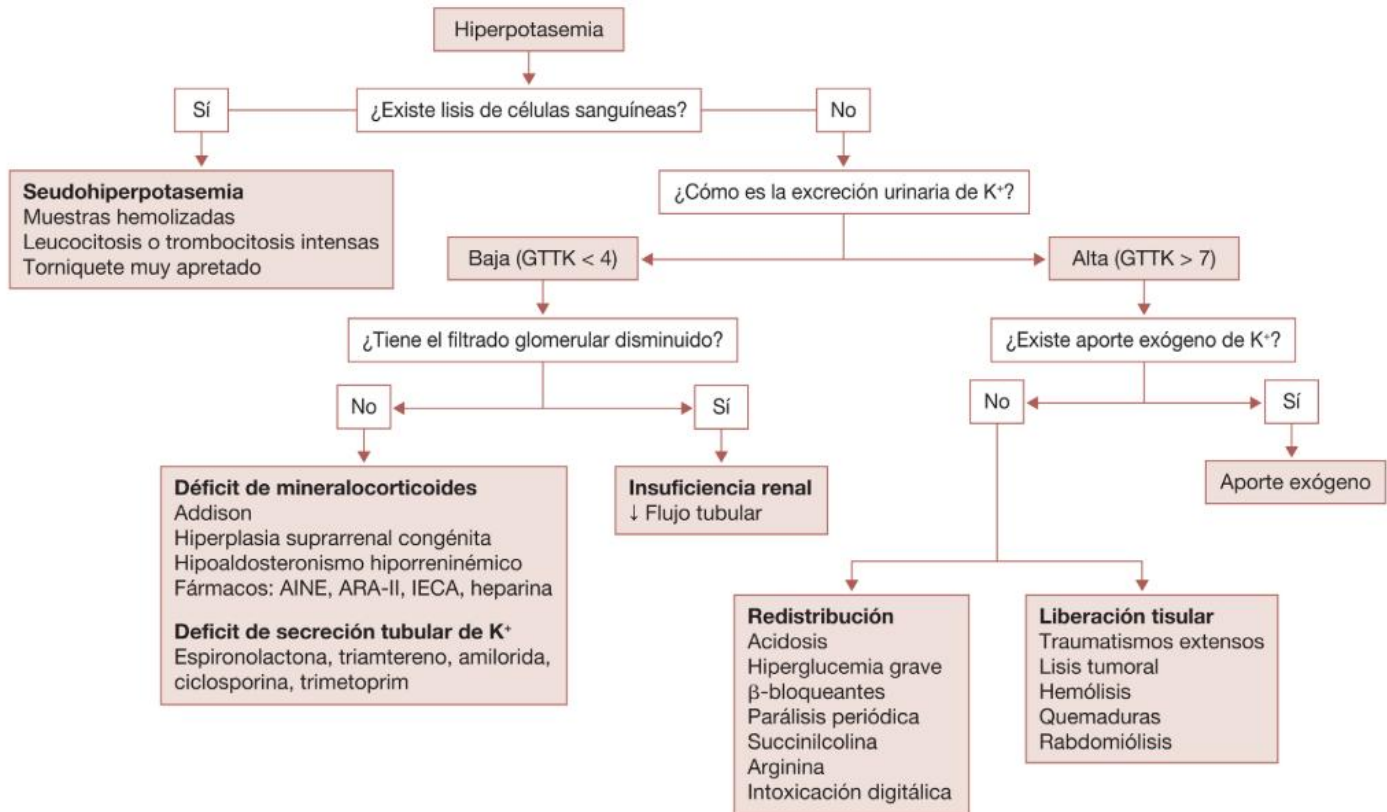 Hiperpotasemia
Sí
¿Existe lisis de células sanguíneas?
No
Seudohiperpotasemia
Muestras hemolizadas
Leucocitosis o trombocitosis intensas
Torniquete muy apretado
¿Cómo es la excreción urinaria de K⁺?
Baja (GTTK < 4)
Alta (GTTK > 7)
¿Tiene el filtrado glomerular disminuido?
¿Existe aporte exógeno de K⁺?
No
Sí
No
Sí
Déficit de mineralocorticoides
Addison
Hiperplasia suprarrenal congénita
Hipoaldosteronismo hiporreninémico
Fármacos: AINE, ARA-II, IECA, heparina
Deficit de secreción tubular de K⁺
Espironolactona, triamtereno, amilorida,
ciclosporina, trimetoprim
Insuficiencia renal
↓ Flujo tubular
Aporte exógeno
Redistribución
Acidosis
Hiperglucemia grave
β-bloqueantes
Parálisis periódica
Succinilcolina
Arginina
Intoxicación digitálica
Liberación tisular
Traumatismos extensos
Lisis tumoral
Hemólisis
Quemaduras
Rabdomiólisis